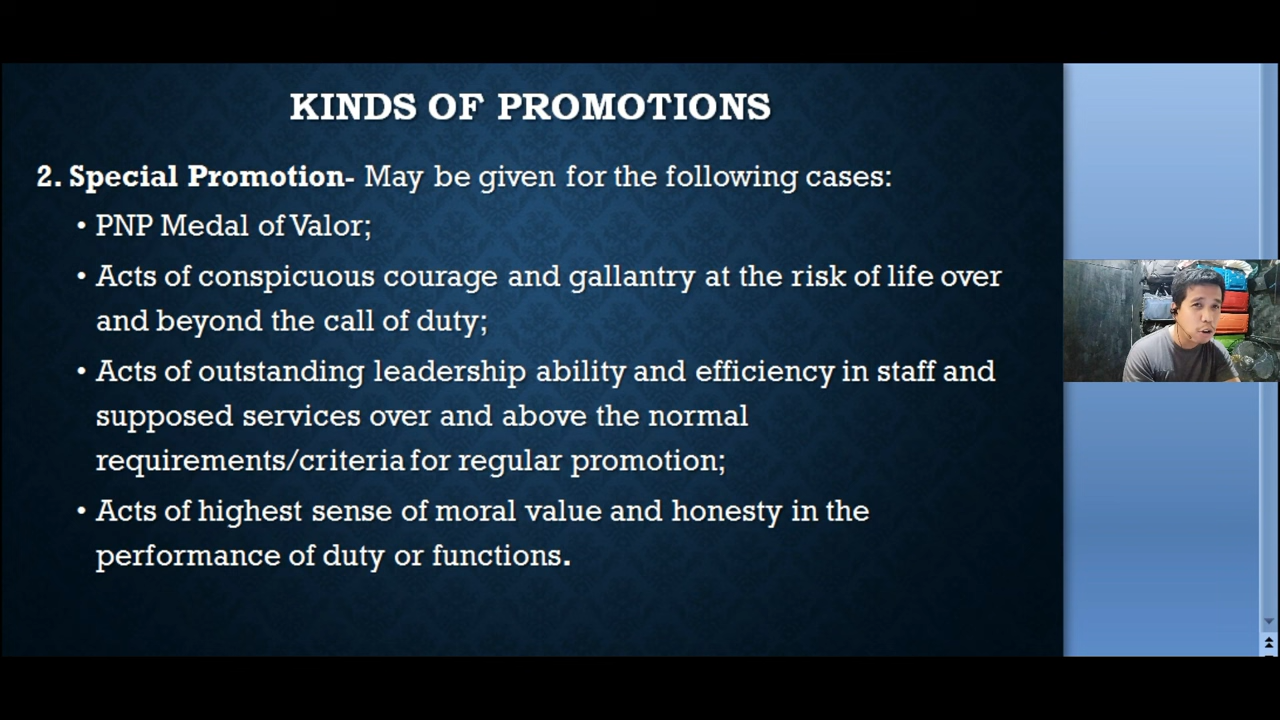 KINDS OF PROMOTIONS
2. Special Promotion- May be given for the following cases:
• PNP Medal of Valor;
• Acts of conspicuous courage and gallantry at the risk of life over
and beyond the call of duty;
• Acts of outstanding leadership ability and efficiency in staff and
supposed services over and above the normal
requirements/criteria for regular promotion;
• Acts of highest sense of moral value and honesty in the
performance of duty or functions.